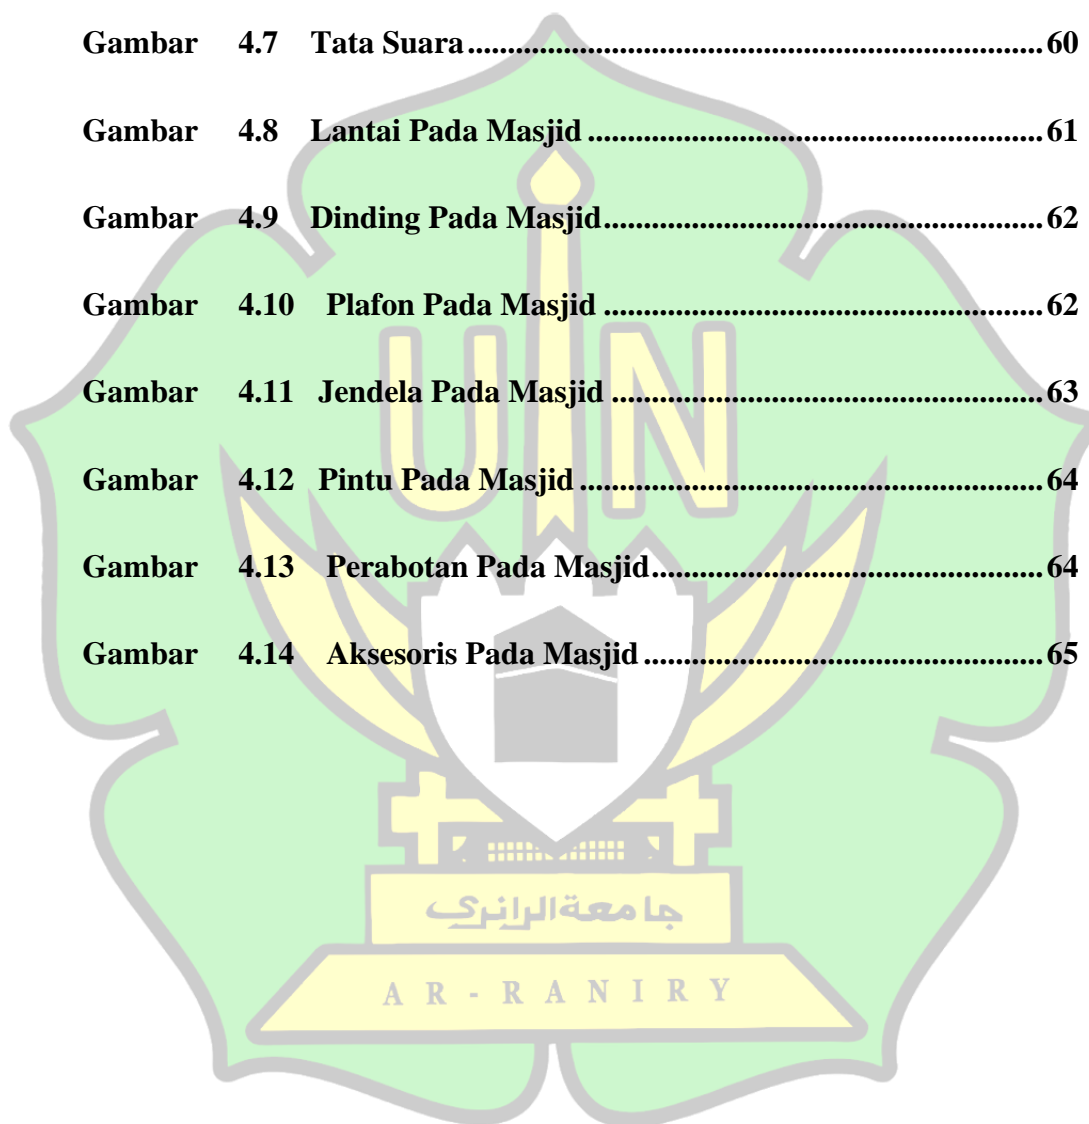 Gambar 4.7 Tata Suara........................................................................60
Gambar 4.8 Lantai Pada Masjid.........................................................61
Gambar 4.9 Dinding Pada Masjid.......................................................62
Gambar 4.10 Plafon Pada Masjid.......................................................62
Gambar 4.11 Jendela Pada Masjid......................................................63
Gambar 4.12 Pintu Pada Masjid..........................................................64
Gambar 4.13 Perabotan Pada Masjid.................................................64
Gambar 4.14 Aksesoris Pada Masjid..................................................65
UIN
جامعة الرانري
AR-RANIRY